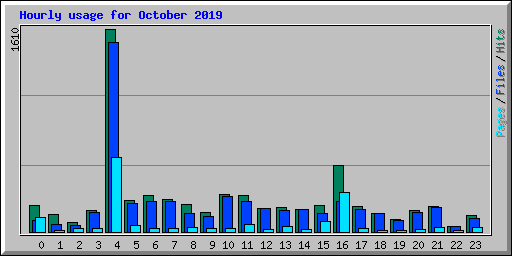 Hourly usage for October 2019
1610
Pages/Files/Hits
0 1 2 3 4 5 6 7 8 9 10 11 12 13 14 15 16 17 18 19 20 21 22 23